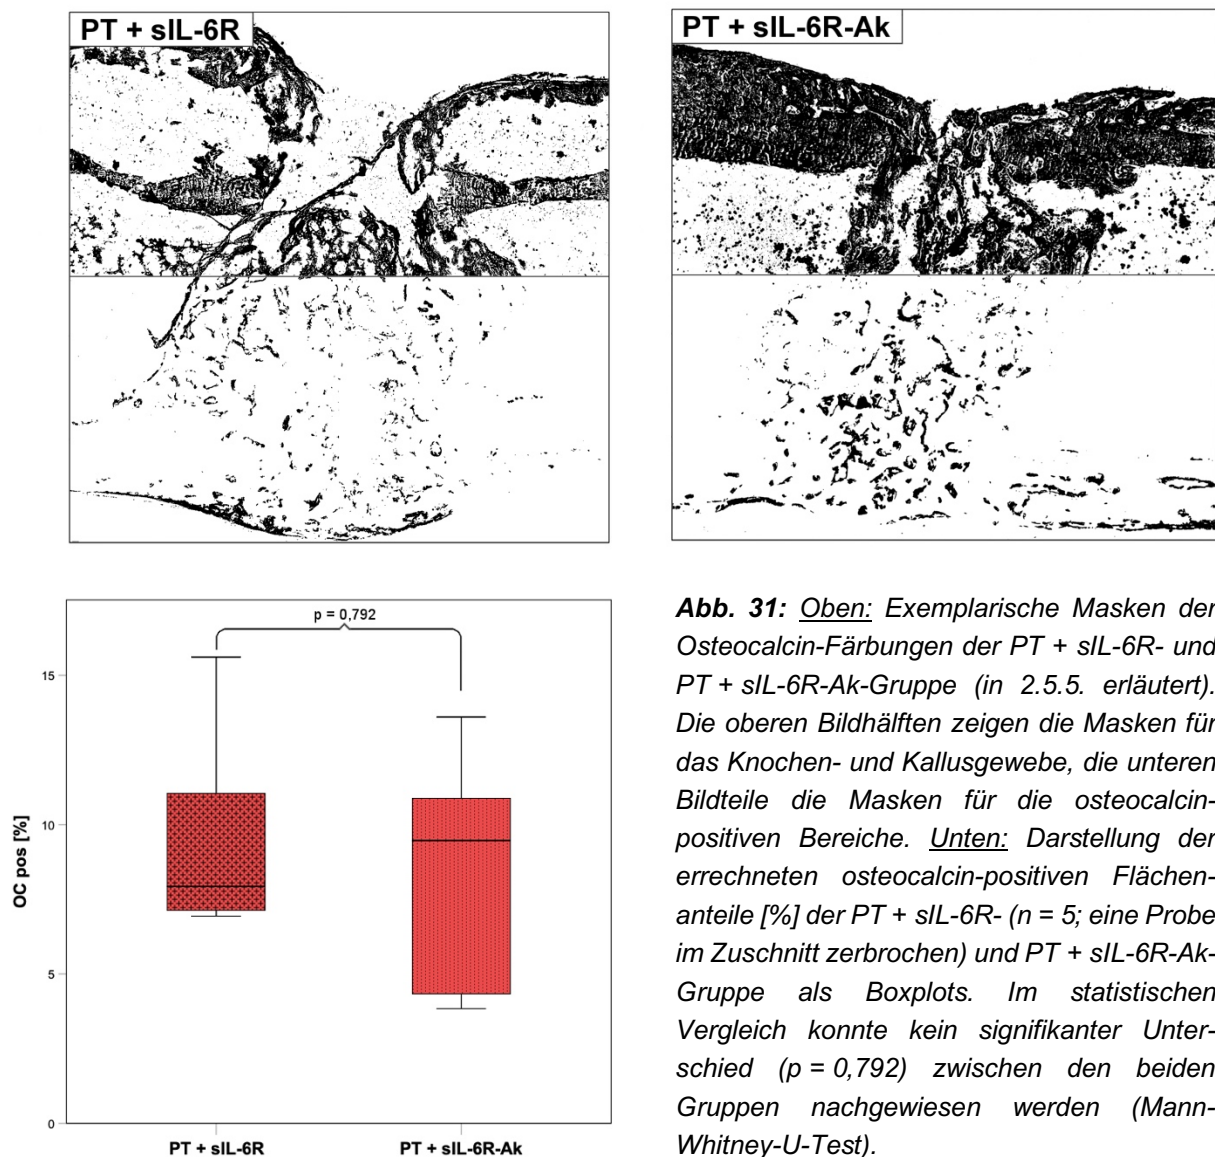 PT + sIL-6R
PT + sIL-6R-Ak
p = 0,792
15
10
5
0
OC pos [%]
PT + sIL-6R
PT + sIL-6R-Ak
Abb. 31: Oben: Exemplarische Masken der
Osteocalcin-Färbungen der PT + sIL-6R- und
PT + sIL-6R-Ak-Gruppe (in 2.5.5. erläutert).
Die oberen Bildhälften zeigen die Masken für
das Knochen- und Kallusgewebe, die unteren
Bildteile die Masken für die osteocalcin-
positiven Bereiche. Unten: Darstellung der
errechneten osteocalcin-positiven Flächen-
anteile [%] der PT + sIL-6R- (n = 5; eine Probe
im Zuschnitt zerbrochen) und PT + sIL-6R-Ak-
Gruppe als Boxplots. Im statistischen
Vergleich konnte kein signifikanter Unter-
schied (p = 0,792) zwischen den beiden
Gruppen nachgewiesen werden (Mann-
Whitney-U-Test).